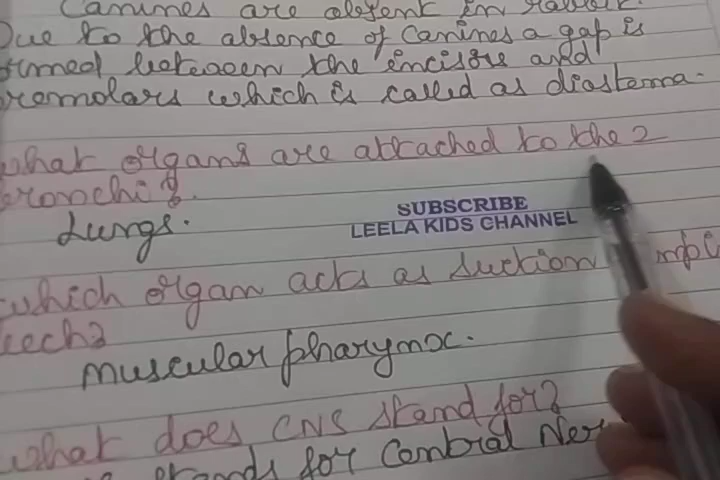 Canines are absent in rabbit.
Due to the absence of canines a gap is
formed between the incisors and
premolars which is called as diastema.
what organs are attached to the 2
bronchi?
Lungs.
SUBSCRIBE
LEELA KIDS CHANNEL
which organ acts as suction
leech?
muscular pharynx.
what does CNS stand for?
stands for Central Ner